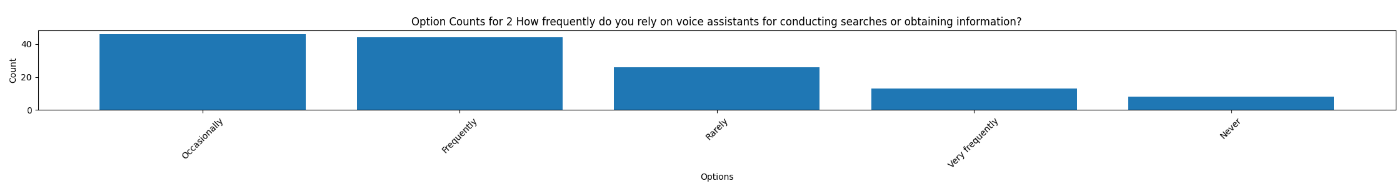 Option Counts for 2 How frequently do you rely on voice assistants for conducting searches or obtaining information?
Count
40
20
0
Occasionally
Frequently
Rarely
Very frequently
Never
Options